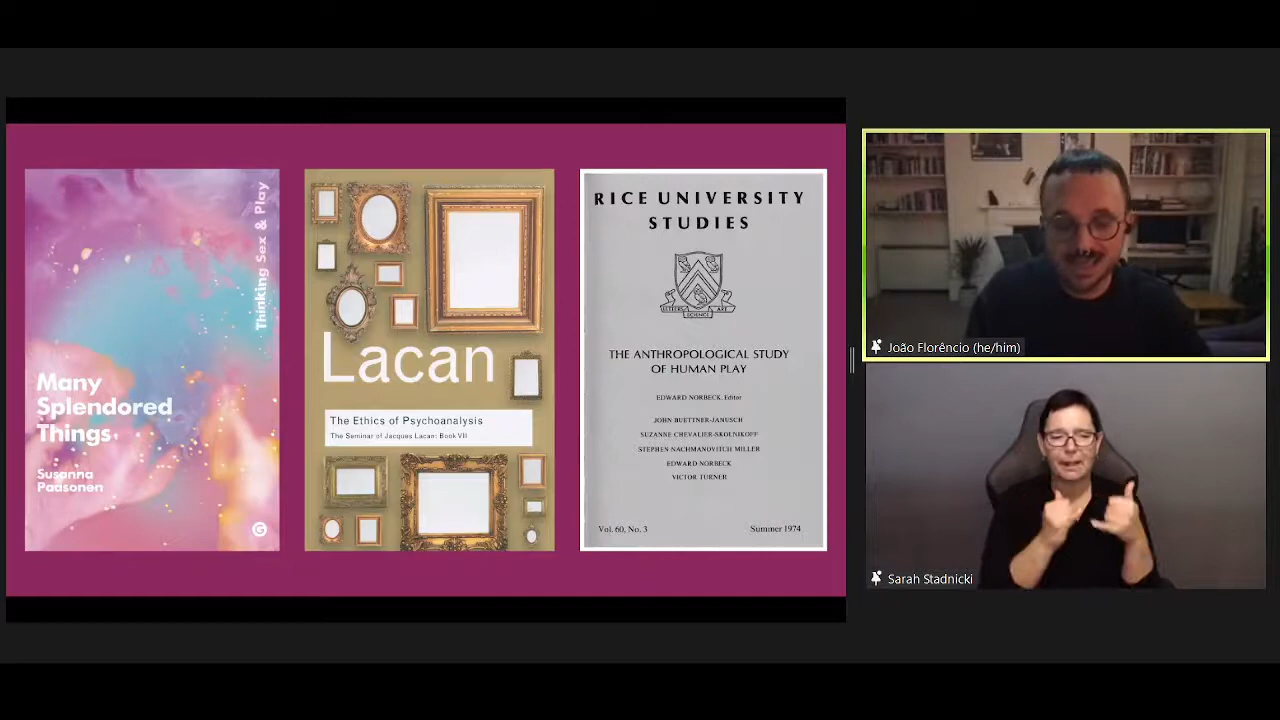 Thinking Sex & Play
Many
Splendored
Things
Susanna
Paasonen
G
Lacan
The Ethics of Psychoanalysis
The Seminar of Jacques Lacan: Book VII
RICE UNIVERSITY
STUDIES
LETTERS
SCIENCE
ART
THE ANTHROPOLOGICAL STUDY
OF HUMAN PLAY
EDWARD NORBECK, Editor
JOHN BUETTNER-JANUSCH
SUZANNE CHEVALIER-SKOLNIKOFF
STEPHEN NACHMANOVITCH MILLER
EDWARD NORBECK
VICTOR TURNER
Vol. 60, No. 3
Summer 1974
João Florêncio (he/him)
Sarah Stadnicki